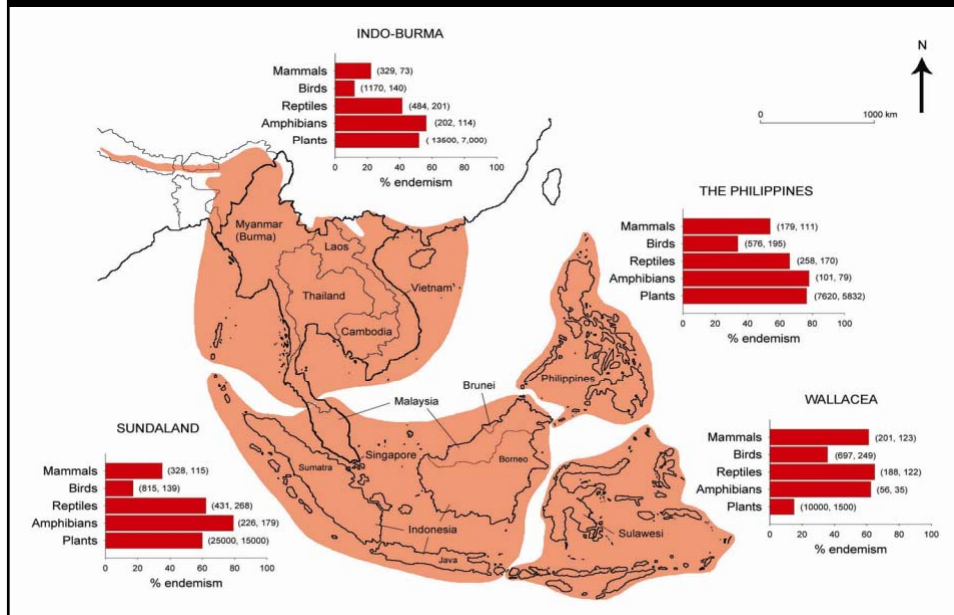 INDO-BURMA
Mammals (329, 73)
Birds (1170, 140)
Reptiles (484, 201)
Amphibians (202, 114)
Plants ( 13500, 7,000)
0 20 40 60 80 100
% endemism
N
0 1000 km
THE PHILIPPINES
Mammals (179, 111)
Birds (576, 195)
Reptiles (258, 170)
Amphibians (101, 79)
Plants (7620, 5832)
0 20 40 60 80 100
% endemism
Myanmar
(Burma)
Laos
Thailand
Vietnam
Cambodia
Philippines
Brunei
Malaysia
Singapore
Sumatra
Borneo
Indonesia
Java
Sulawesi
SUNDALAND
Mammals (328, 115)
Birds (815, 139)
Reptiles (431, 268)
Amphibians (226, 179)
Plants (25000, 15000)
0 20 40 60 80 100
% endemism
WALLACEA
Mammals (201, 123)
Birds (697, 249)
Reptiles (188, 122)
Amphibians (56, 35)
Plants (10000, 1500)
0 20 40 60 80 100
% endemism